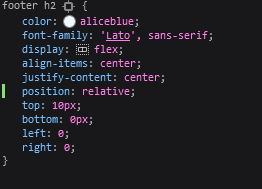 footer h2 {
color: aliceblue;
font-family: 'Lato', sans-serif;
display: flex;
align-items: center;
justify-content: center;
position: relative;
top: 10px;
bottom: 0px;
left: 0;
right: 0;
}